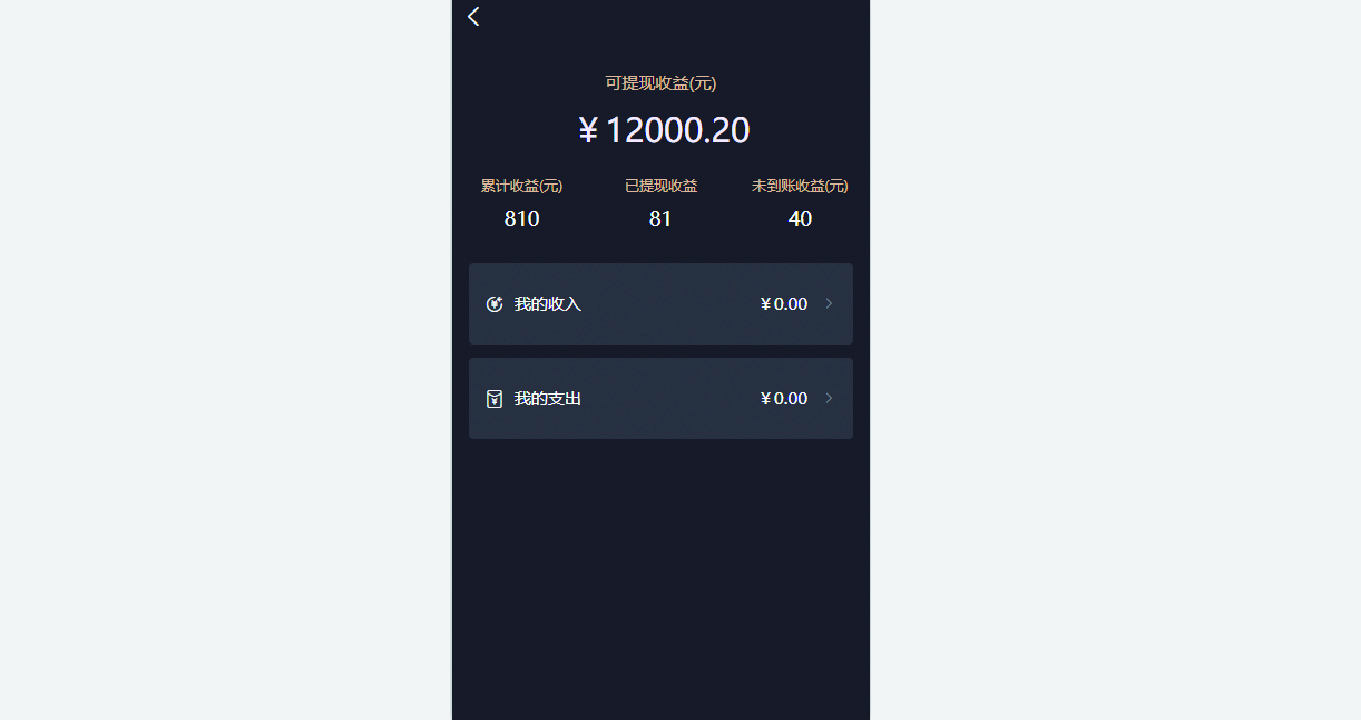 可提现收益(元)
¥ 12000.20
累计收益(元) 已提现收益 未到账收益(元)
810 81 40
我的收入 ¥0.00
我的支出 ¥0.00